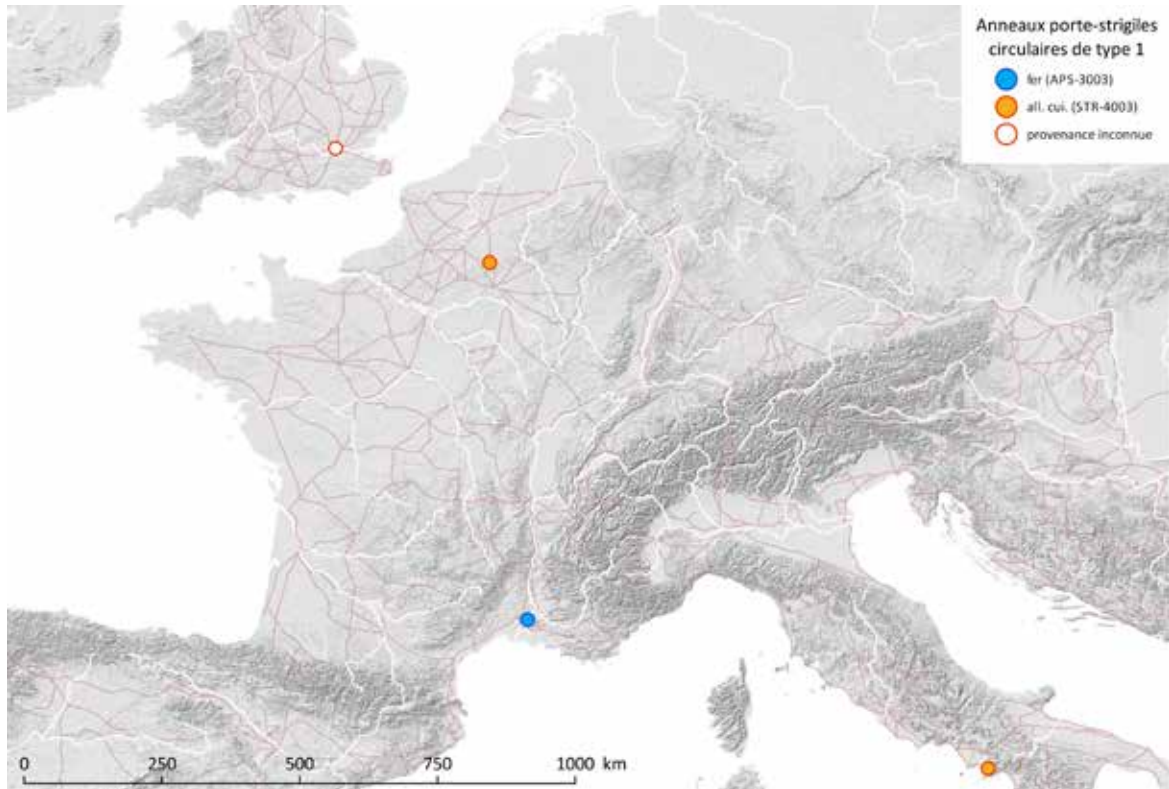 Anneaux porte-strigiles
circulaires de type 1
fer (APS-3003)
all. cui. (STR-4003)
provenance inconnue
0 250 500 750 1000 km